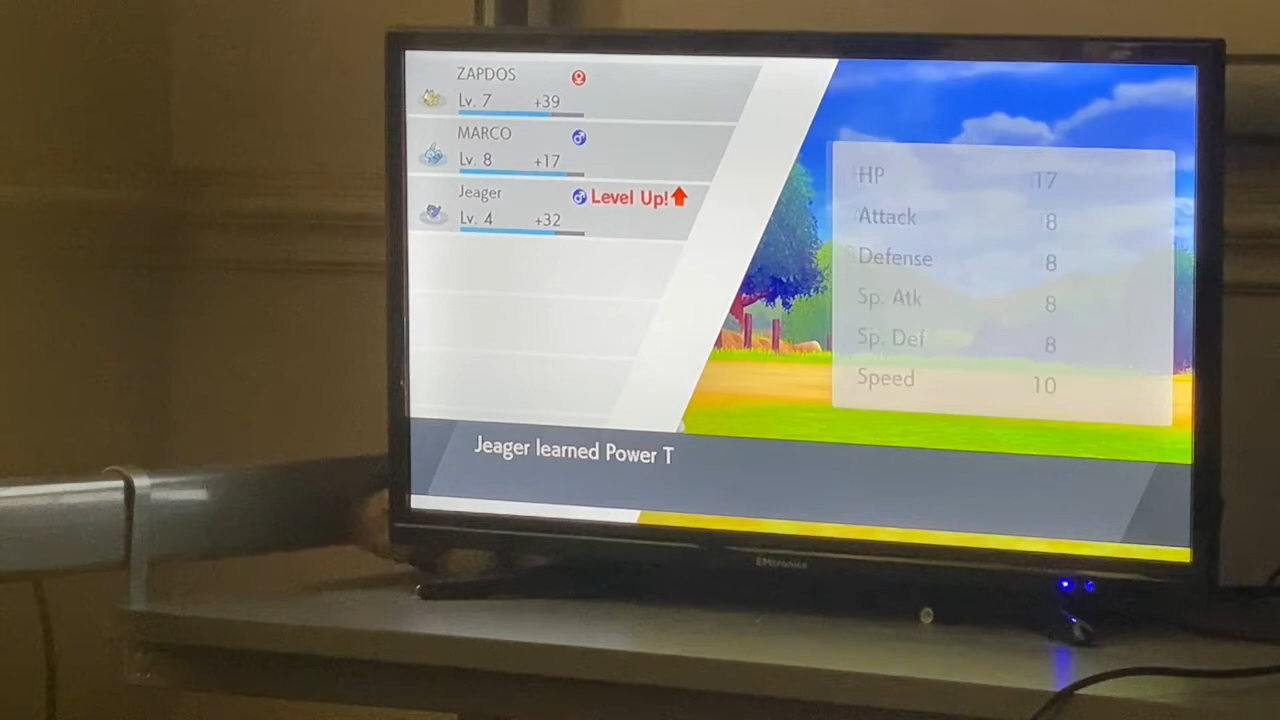 ZAPDOS
Lv. 7 +39
MARCO
Lv. 8 +17
Jeager Level Up!
Lv. 4 +32
HP 17
Attack 8
Defense 8
Sp. Atk 8
Sp. Def 8
Speed 10
Jeager learned Power T
EMtronics